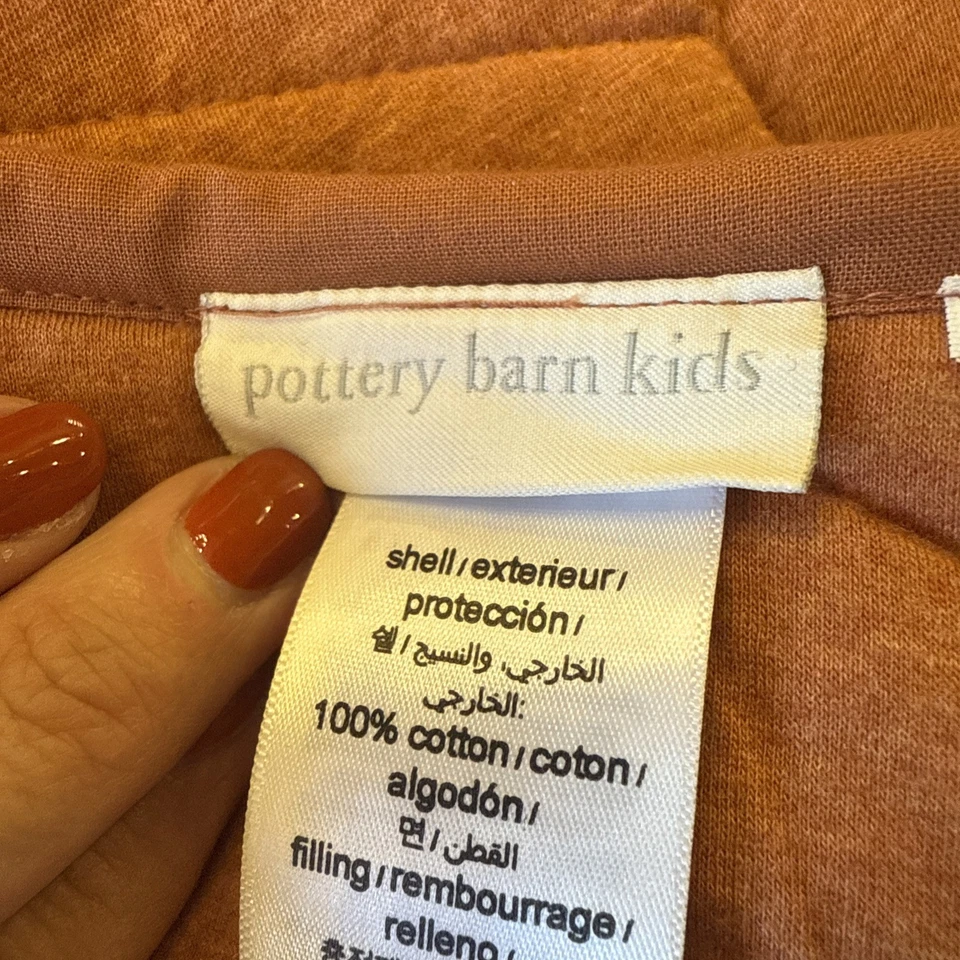 pottery barn kids
shell / exterieur /
protección /
쉘 / الخارجي، والنسيج
الخارجي:
100% cotton / coton /
algodón /
면 / القطن
filling / rembourrage /
relleno /